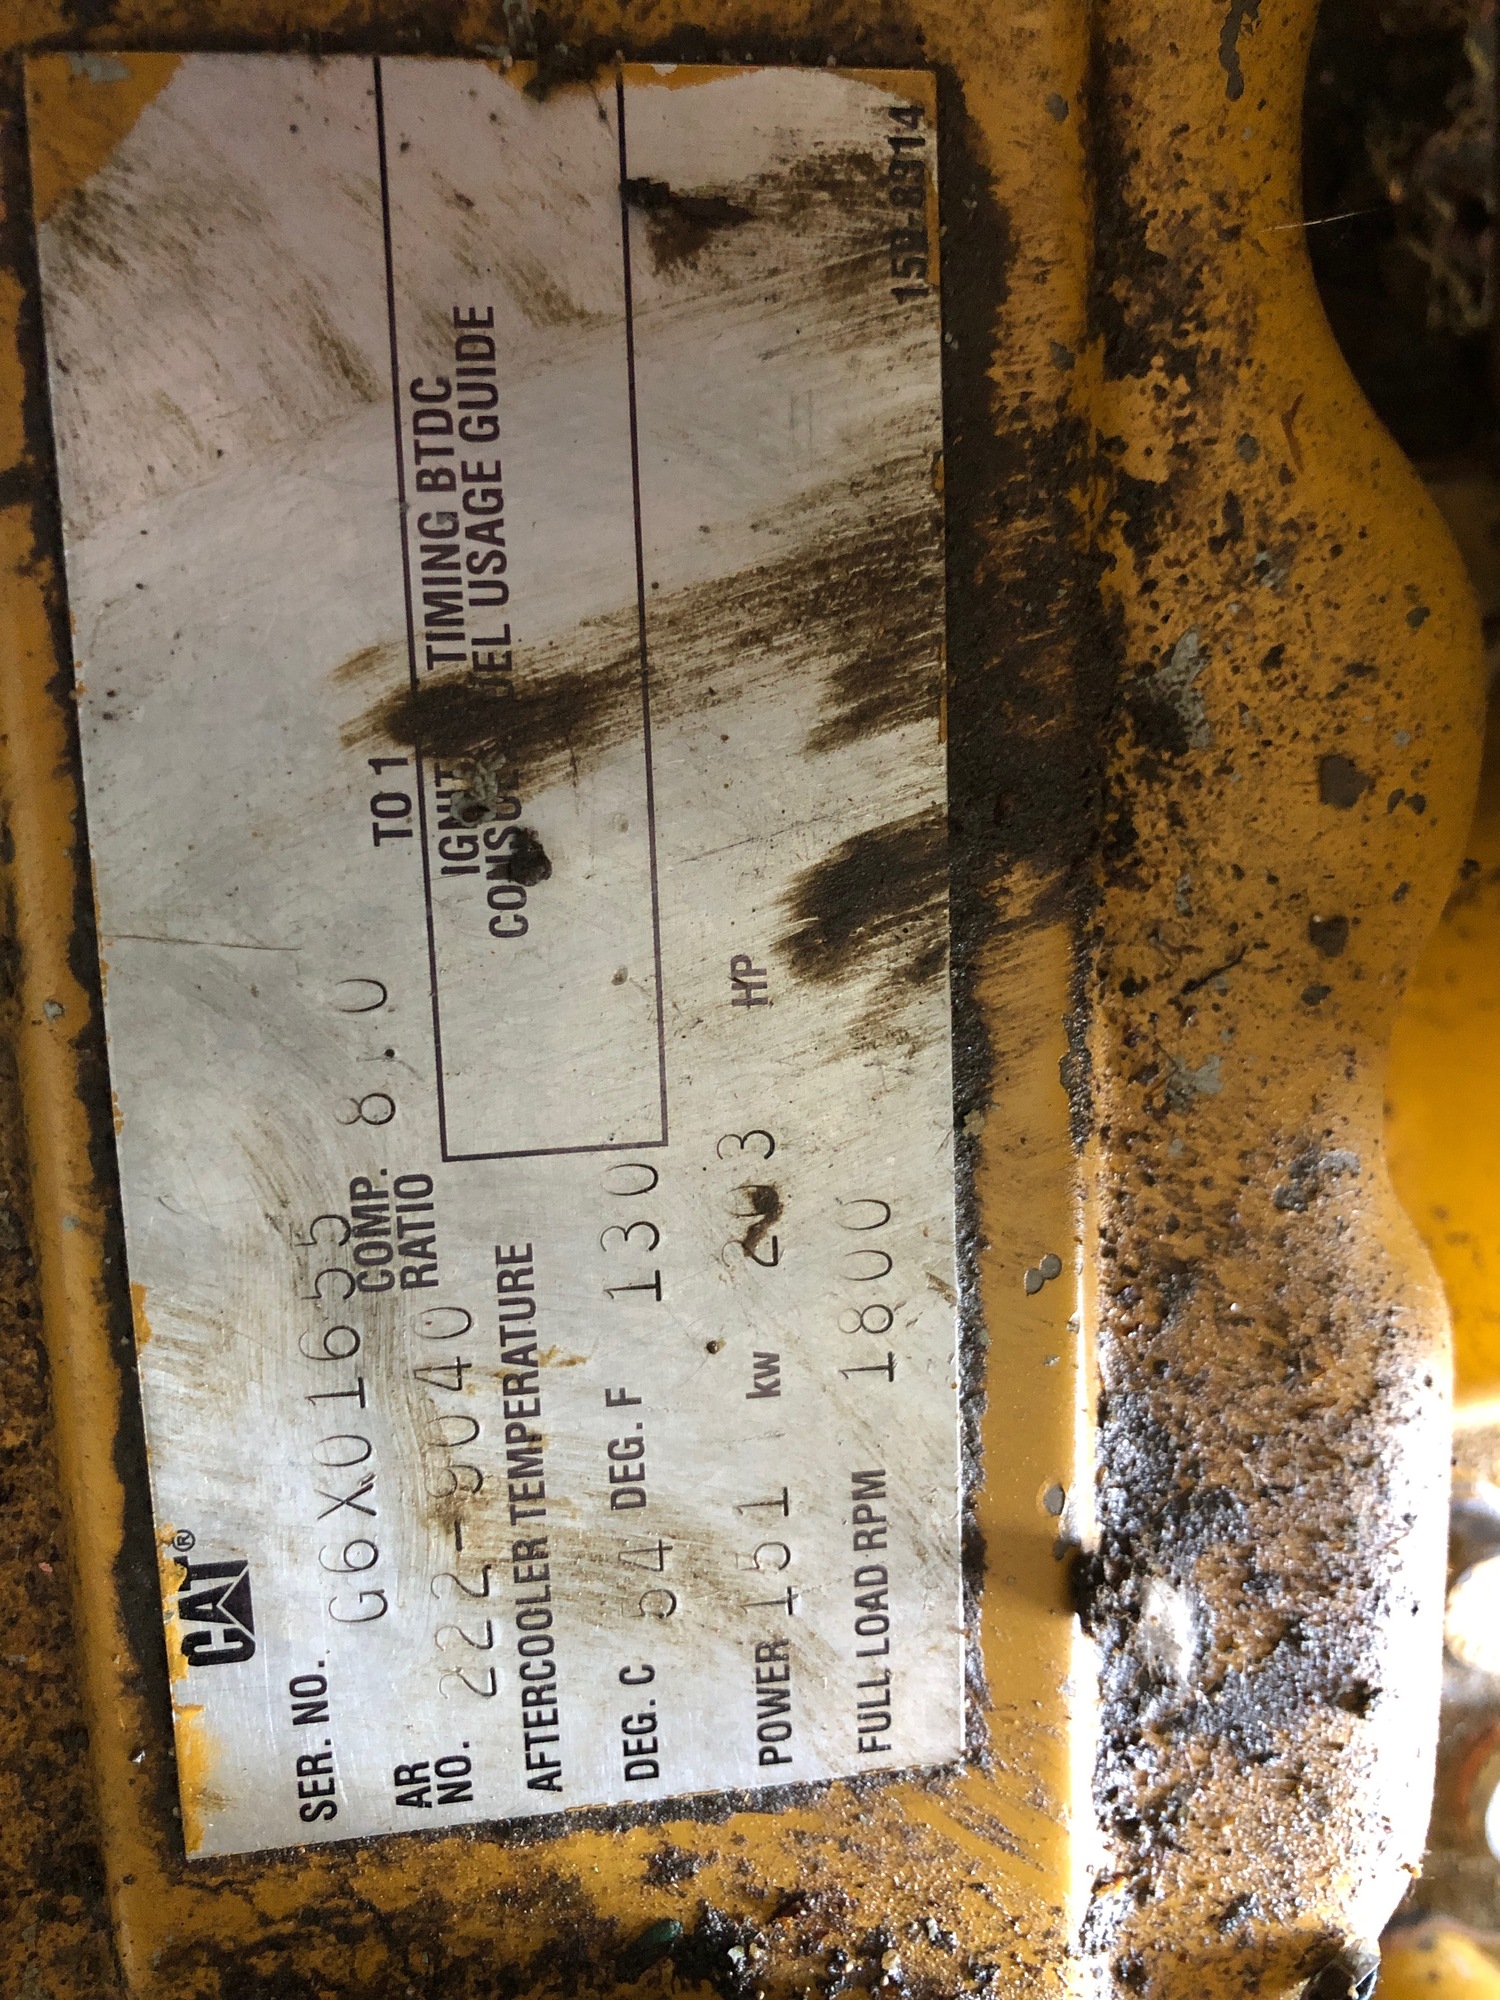 CAT®
SER. NO. G6X01655
AR NO. 222-9040 COMP. RATIO 8.0 TO 1
AFTERCOOLER TEMPERATURE
DEG. C 54 DEG. F 130
TIMING BTDC
USAGE GUIDE
POWER 151 kw 203 HP
FULL LOAD RPM 1800